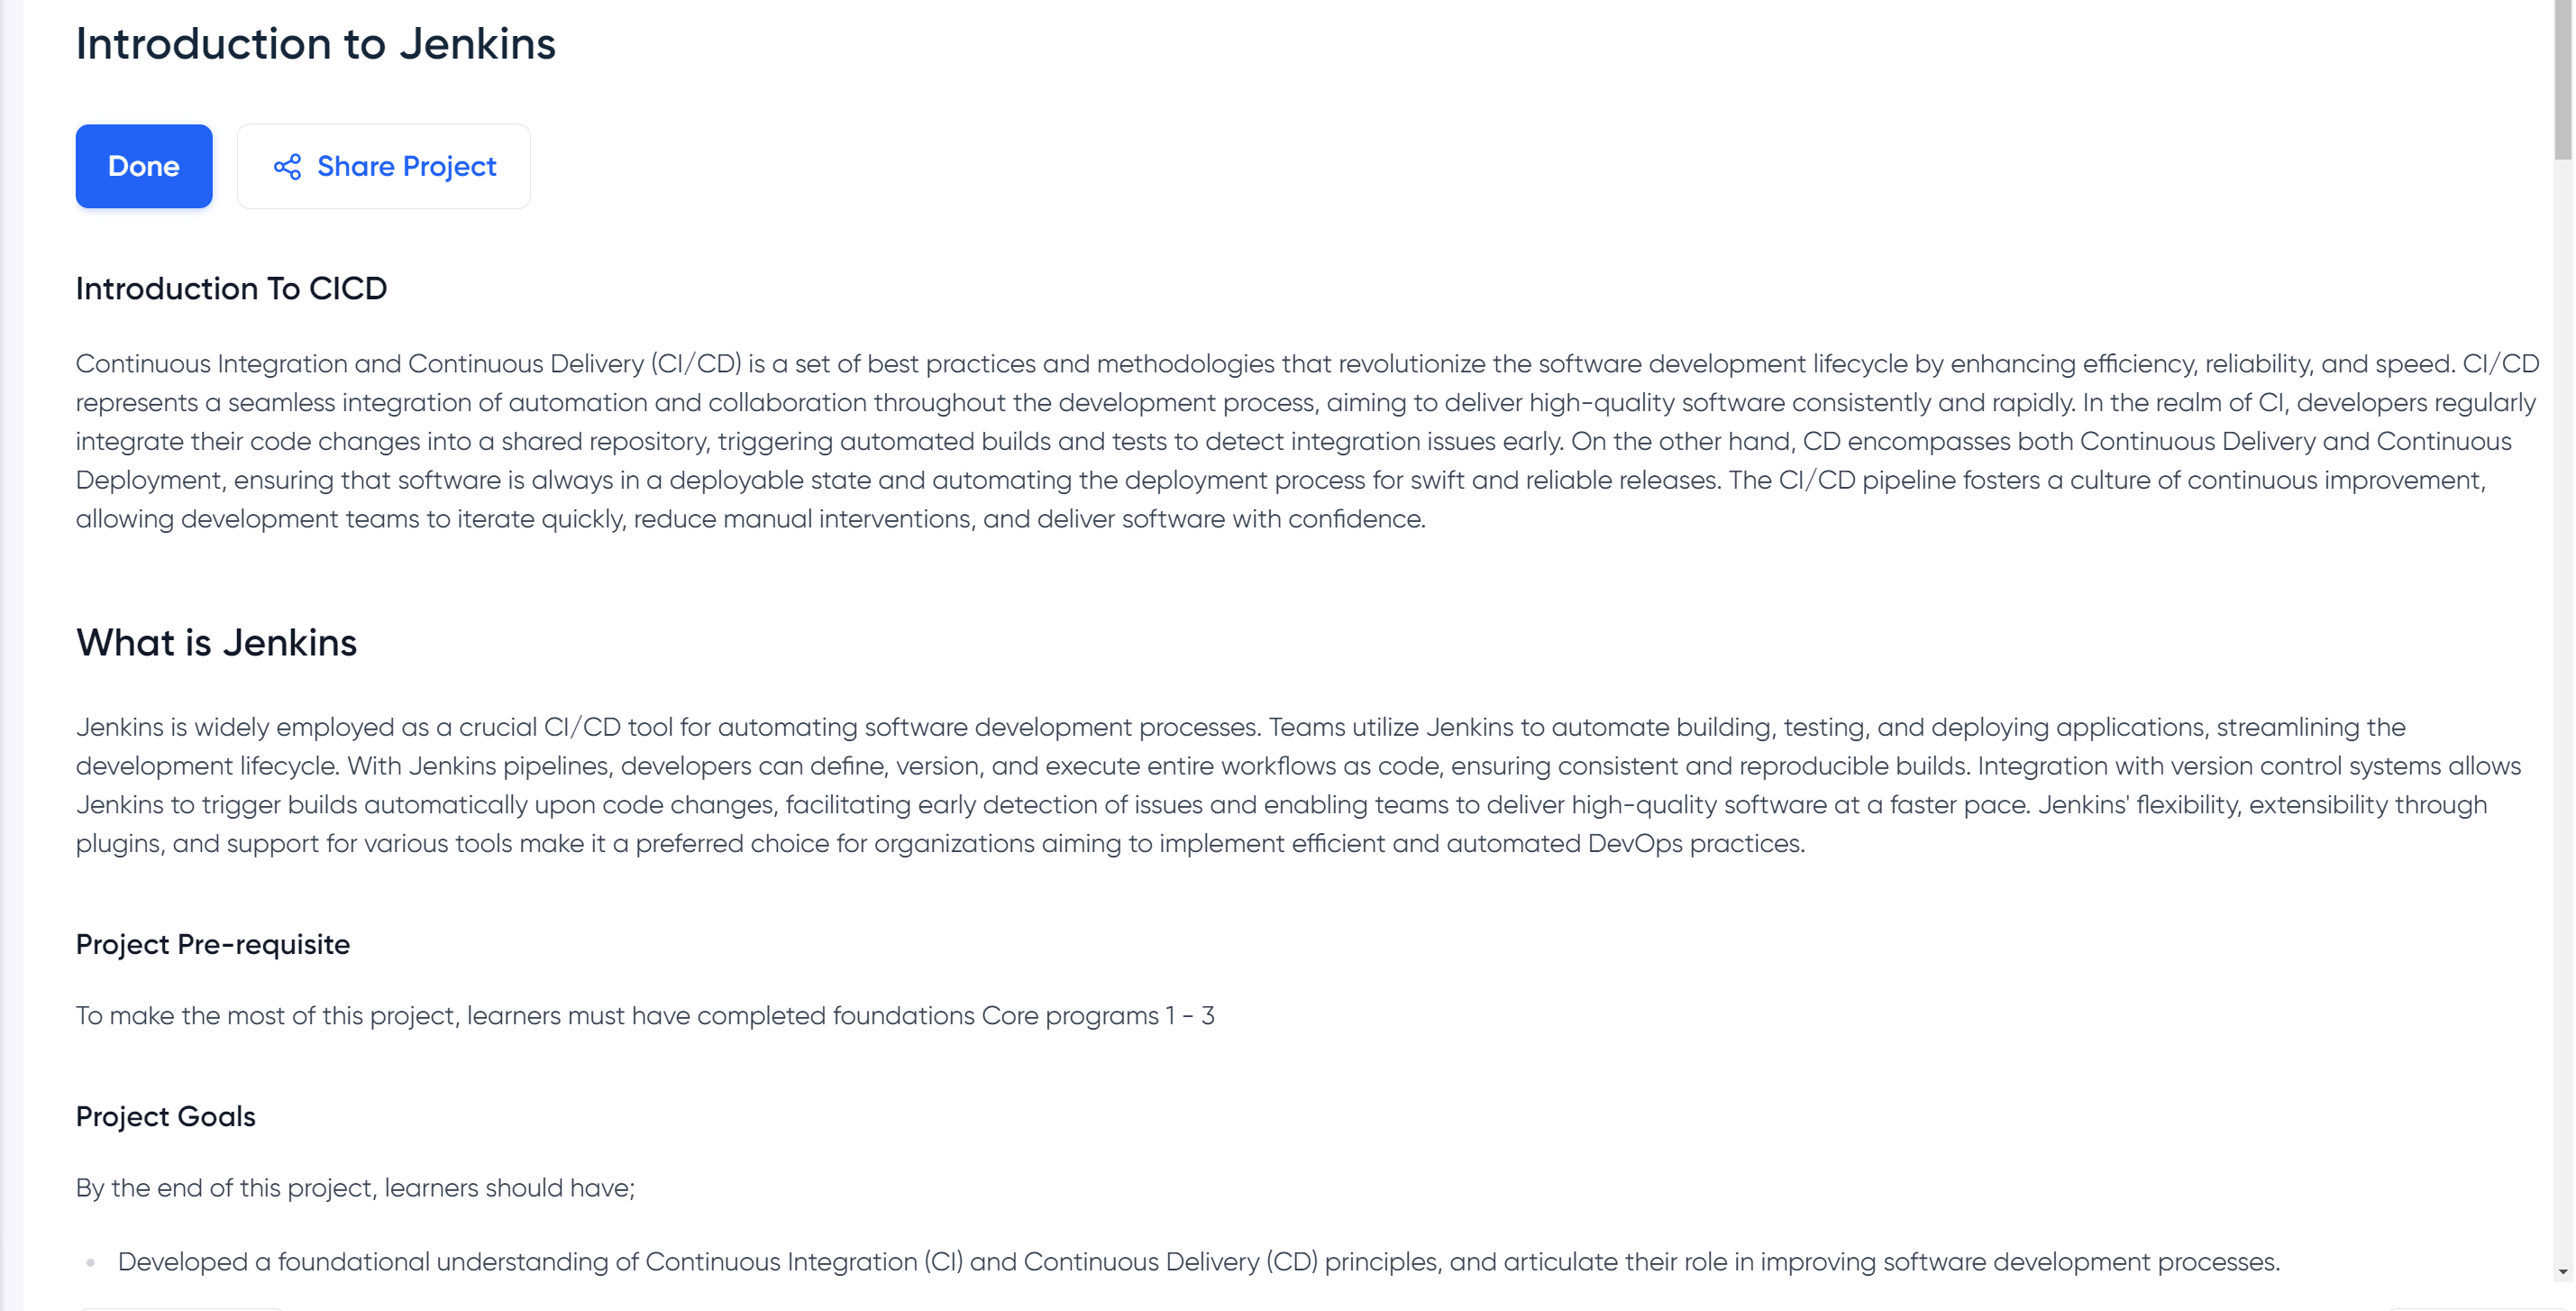 Introduction to Jenkins
Done
Share Project
Introduction To CICD
Continuous Integration and Continuous Delivery (CI/CD) is a set of best practices and methodologies that revolutionize the software development lifecycle by enhancing efficiency, reliability, and speed. CI/CD
represents a seamless integration of automation and collaboration throughout the development process, aiming to deliver high-quality software consistently and rapidly. In the realm of CI, developers regularly
integrate their code changes into a shared repository, triggering automated builds and tests to detect integration issues early. On the other hand, CD encompasses both Continuous Delivery and Continuous
Deployment, ensuring that software is always in a deployable state and automating the deployment process for swift and reliable releases. The CI/CD pipeline fosters a culture of continuous improvement,
allowing development teams to iterate quickly, reduce manual interventions, and deliver software with confidence.
What is Jenkins
Jenkins is widely employed as a crucial CI/CD tool for automating software development processes. Teams utilize Jenkins to automate building, testing, and deploying applications, streamlining the
development lifecycle. With Jenkins pipelines, developers can define, version, and execute entire workflows as code, ensuring consistent and reproducible builds. Integration with version control systems allows
Jenkins to trigger builds automatically upon code changes, facilitating early detection of issues and enabling teams to deliver high-quality software at a faster pace. Jenkins' flexibility, extensibility through
plugins, and support for various tools make it a preferred choice for organizations aiming to implement efficient and automated DevOps practices.
Project Pre-requisite
To make the most of this project, learners must have completed foundations Core programs 1 - 3
Project Goals
By the end of this project, learners should have;
Developed a foundational understanding of Continuous Integration (CI) and Continuous Delivery (CD) principles, and articulate their role in improving software development processes.